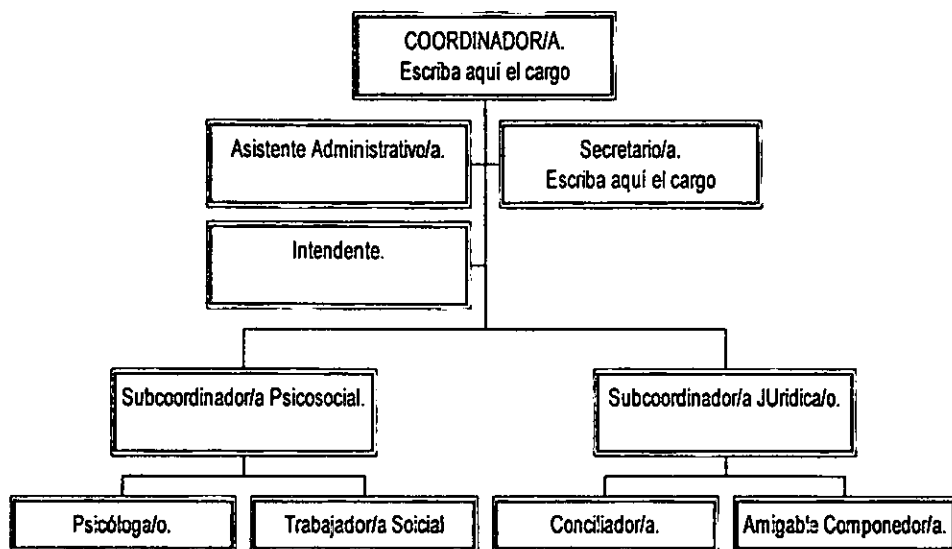 COORDINADOR/A.
Escriba aquí el cargo
Asistente Administrativo/a.
Secretario/a.
Escriba aquí el cargo
Intendente.
Subcoordinador/a Psicosocial.
Subcoordinador/a JUridica/o.
Psicóloga/o.
Trabajador/a Soicial
Conciliador/a.
Amigable Componedor/a.